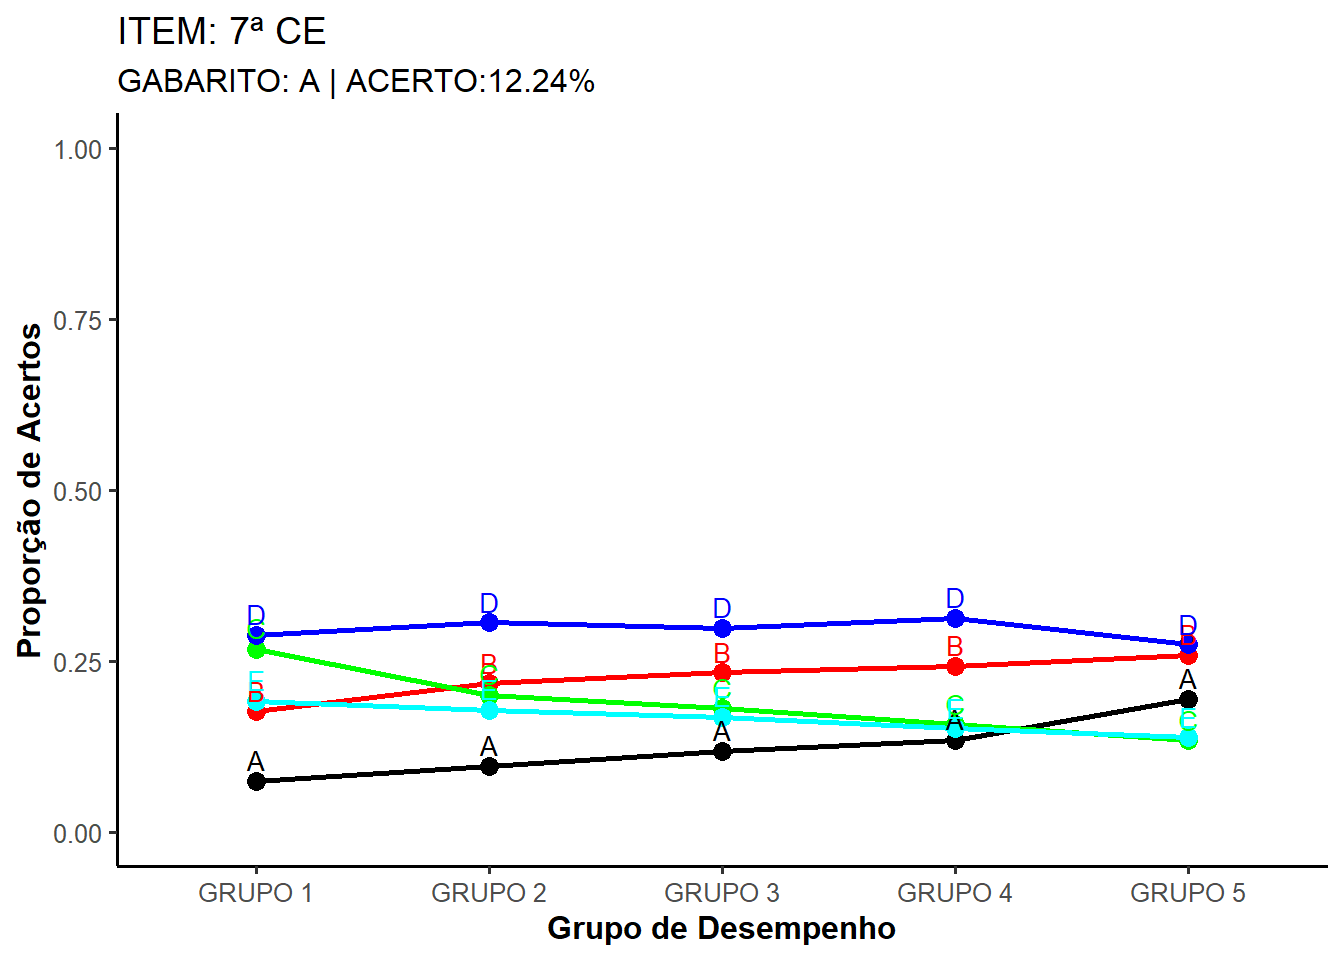 ITEM: 7ª CE
GABARITO: A | ACERTO:12.24%
1.00
0.75
0.50
0.25
0.00
Proporção de Acertos
D D D D D
C B B B B
E C C C A
B E E E C
A A A A E
GRUPO 1 GRUPO 2 GRUPO 3 GRUPO 4 GRUPO 5
Grupo de Desempenho